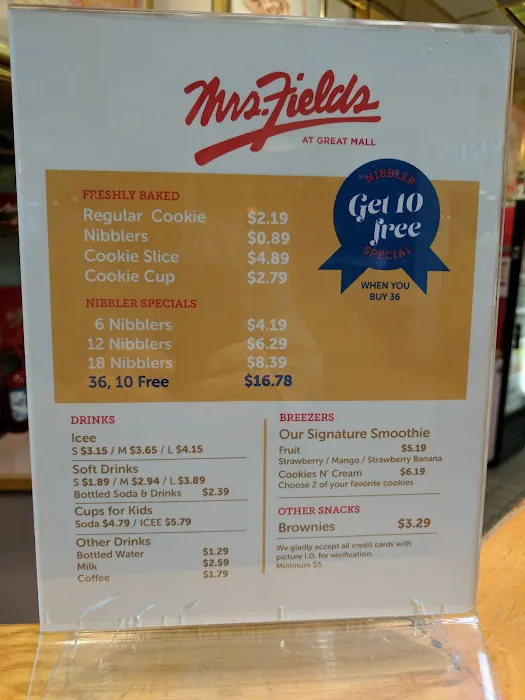 Mrs. Fields
AT GREAT MALL
NIBBLER
Get 10
free
SPECIAL
WHEN YOU
BUY 36
FRESHLY BAKED
Regular Cookie $2.19
Nibblers $0.89
Cookie Slice $4.89
Cookie Cup $2.79
NIBBLER SPECIALS
6 Nibblers $4.19
12 Nibblers $6.29
18 Nibblers $8.39
36, 10 Free $16.78
DRINKS
Icee
S $3.15 / M $3.65 / L $4.15
Soft Drinks
S $1.89 / M $2.94 / L $3.89
Bottled Soda & Drinks $2.39
Cups for Kids
Soda $4.79 / ICEE $5.79
Other Drinks
Bottled Water $1.29
Milk $2.59
Coffee $1.79
BREEZERS
Our Signature Smoothie
Fruit $5.19
Strawberry / Mango / Strawberry Banana
Cookies N' Cream $6.19
Choose 2 of your favorite cookies
OTHER SNACKS
Brownies $3.29
We gladly accept all credit cards with
picture I.D. for verification.
Minimum $5.